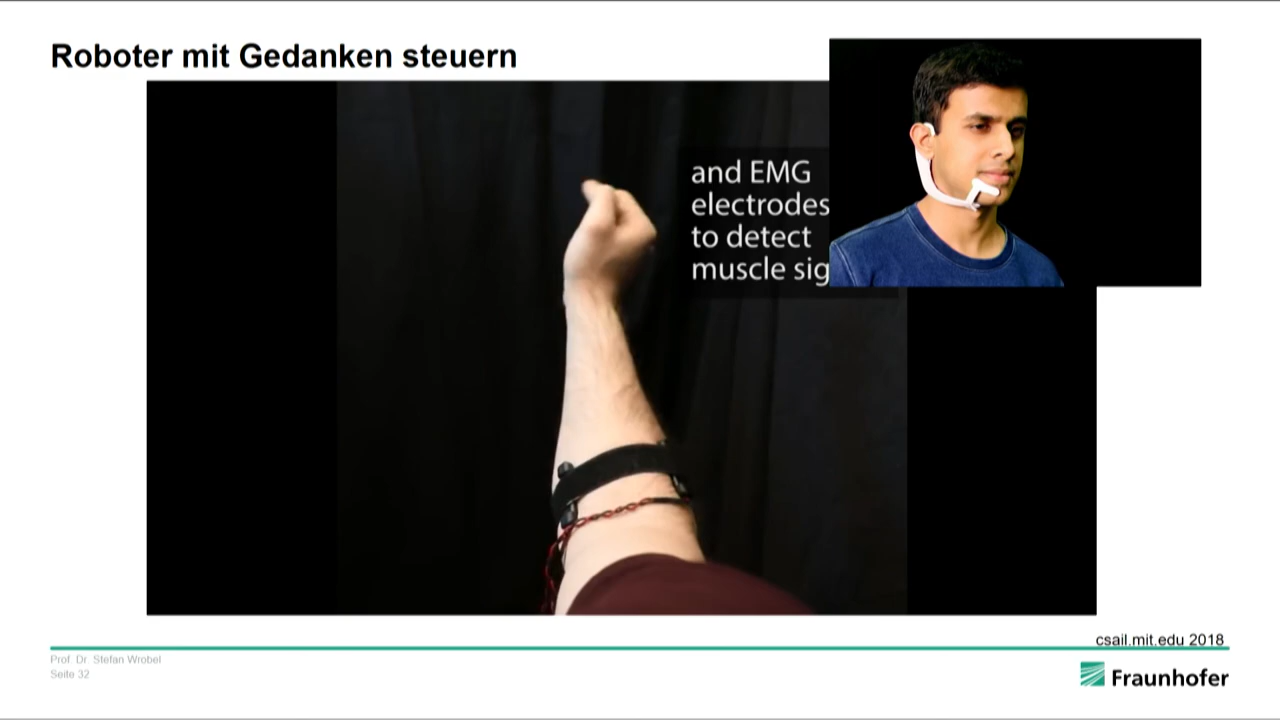 Roboter mit Gedanken steuern
and EMG
electrodes
to detect
muscle sig
csail.mit.edu 2018
Prof. Dr. Stefan Wrobel
Seite 32
Fraunhofer